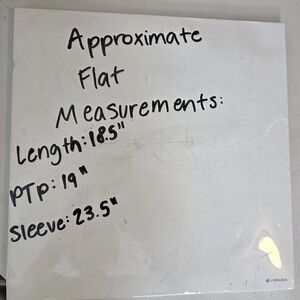 Approximate
Flat
Measurements:
Length: 18.5"
PTP: 19"
Sleeve: 23.5"